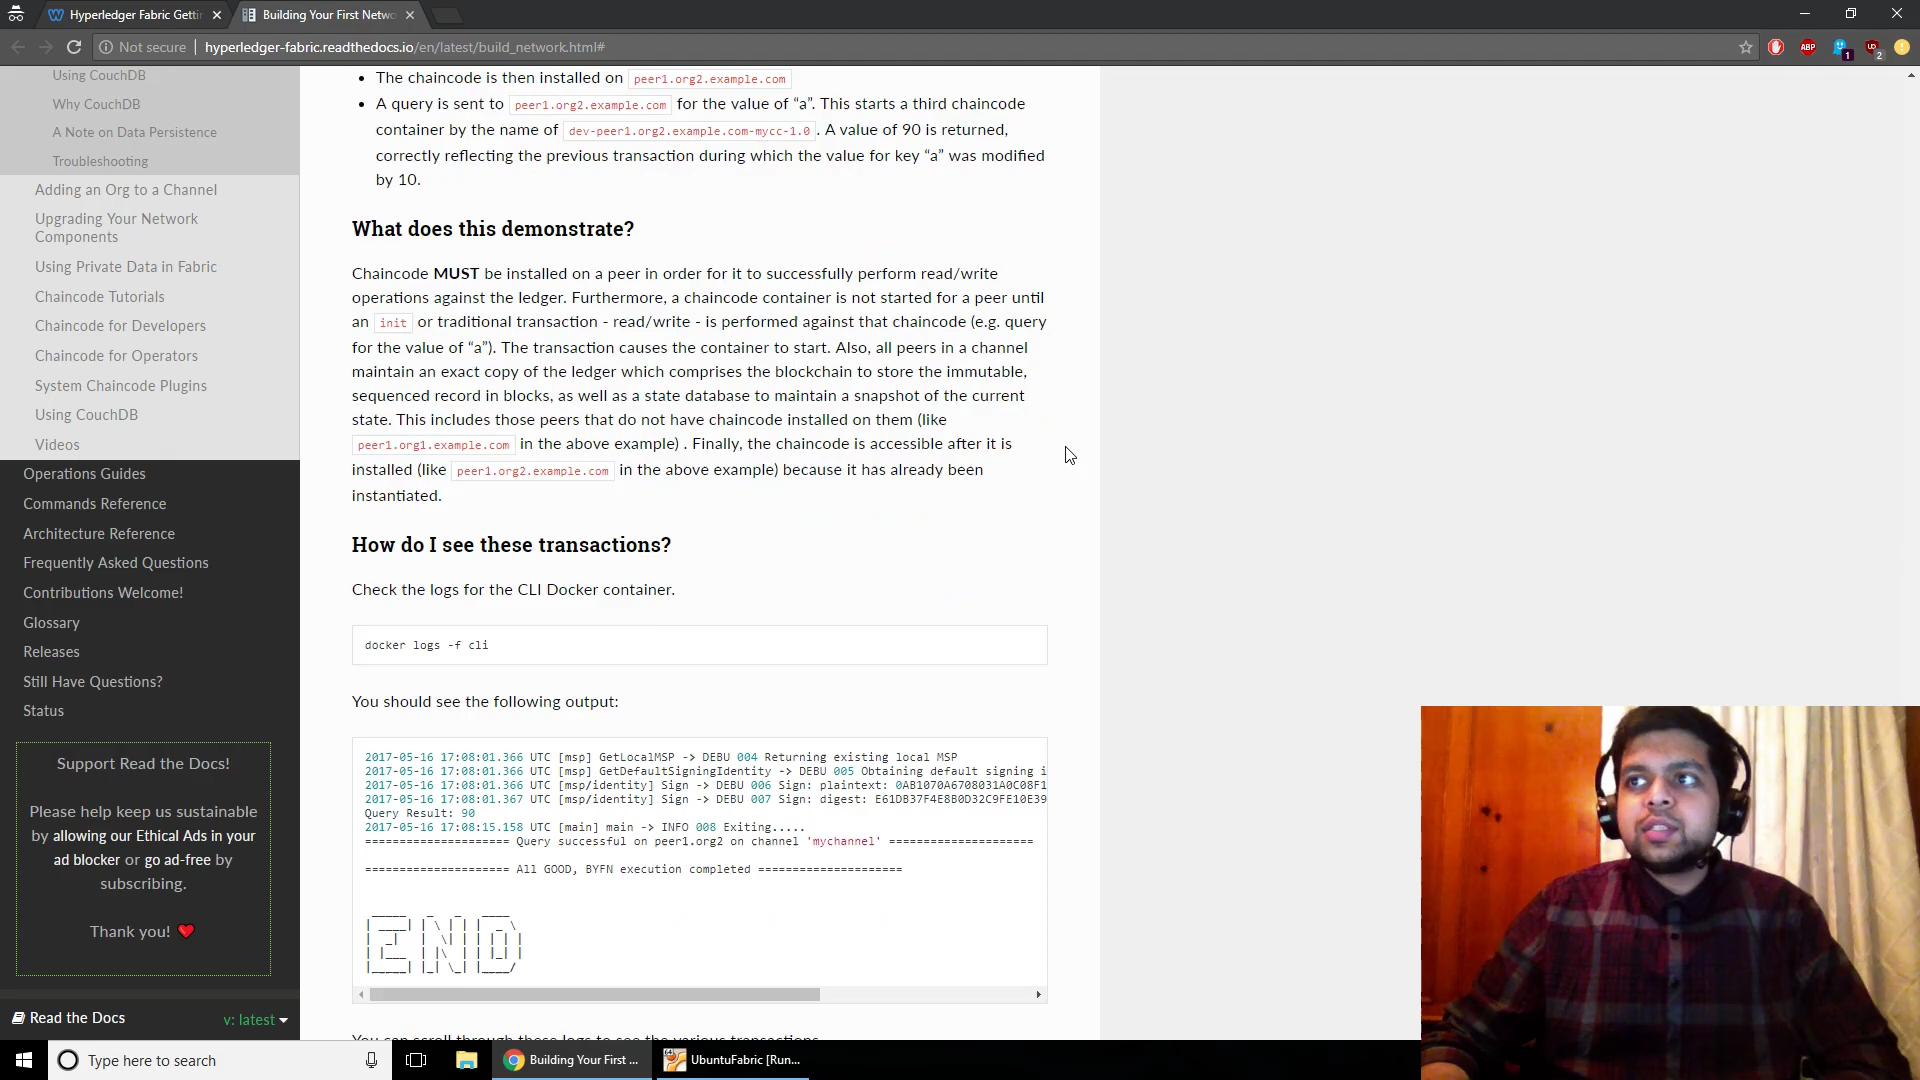 Hyperledger Fabric Getti
Building Your First Netwo
Not secure | hyperledger-fabric.readthedocs.io/en/latest/build_network.html#
ABP
1
2
Using CouchDB
Why CouchDB
A Note on Data Persistence
Troubleshooting
Adding an Org to a Channel
Upgrading Your Network
Components
Using Private Data in Fabric
Chaincode Tutorials
Chaincode for Developers
Chaincode for Operators
System Chaincode Plugins
Using CouchDB
Videos
Operations Guides
Commands Reference
Architecture Reference
Frequently Asked Questions
Contributions Welcome!
Glossary
Releases
Still Have Questions?
Status
Support Read the Docs!
Please help keep us sustainable
by allowing our Ethical Ads in your
ad blocker or go ad-free by
subscribing.
Thank you! ❤
Read the Docs
v: latest
• The chaincode is then installed on peer1.org2.example.com
• A query is sent to peer1.org2.example.com for the value of “a”. This starts a third chaincode
container by the name of dev-peer1.org2.example.com-mycc-1.0 . A value of 90 is returned,
correctly reflecting the previous transaction during which the value for key “a” was modified
by 10.
What does this demonstrate?
Chaincode MUST be installed on a peer in order for it to successfully perform read/write
operations against the ledger. Furthermore, a chaincode container is not started for a peer until
an init or traditional transaction - read/write - is performed against that chaincode (e.g. query
for the value of “a”). The transaction causes the container to start. Also, all peers in a channel
maintain an exact copy of the ledger which comprises the blockchain to store the immutable,
sequenced record in blocks, as well as a state database to maintain a snapshot of the current
state. This includes those peers that do not have chaincode installed on them (like
peer1.org1.example.com in the above example) . Finally, the chaincode is accessible after it is
installed (like peer1.org2.example.com in the above example) because it has already been
instantiated.
How do I see these transactions?
Check the logs for the CLI Docker container.
docker logs -f cli
You should see the following output:
2017-05-16 17:08:01.366 UTC [msp] GetLocalMSP -> DEBU 004 Returning existing local MSP
2017-05-16 17:08:01.366 UTC [msp] GetDefaultSigningIdentity -> DEBU 005 Obtaining default signing i
2017-05-16 17:08:01.366 UTC [msp/identity] Sign -> DEBU 006 Sign: plaintext: 0AB1070A6708031A0C08F1
2017-05-16 17:08:01.367 UTC [msp/identity] Sign -> DEBU 007 Sign: digest: E61DB37F4E8B0D32C9FE10E39
Query Result: 90
2017-05-16 17:08:15.158 UTC [main] main -> INFO 008 Exiting.....
===================== Query successful on peer1.org2 on channel 'mychannel' =====================
===================== All GOOD, BYFN execution completed =====================
END
You can scroll through these logs to see the various transactions.
Type here to search
Building Your First ...
UbuntuFabric [Run...